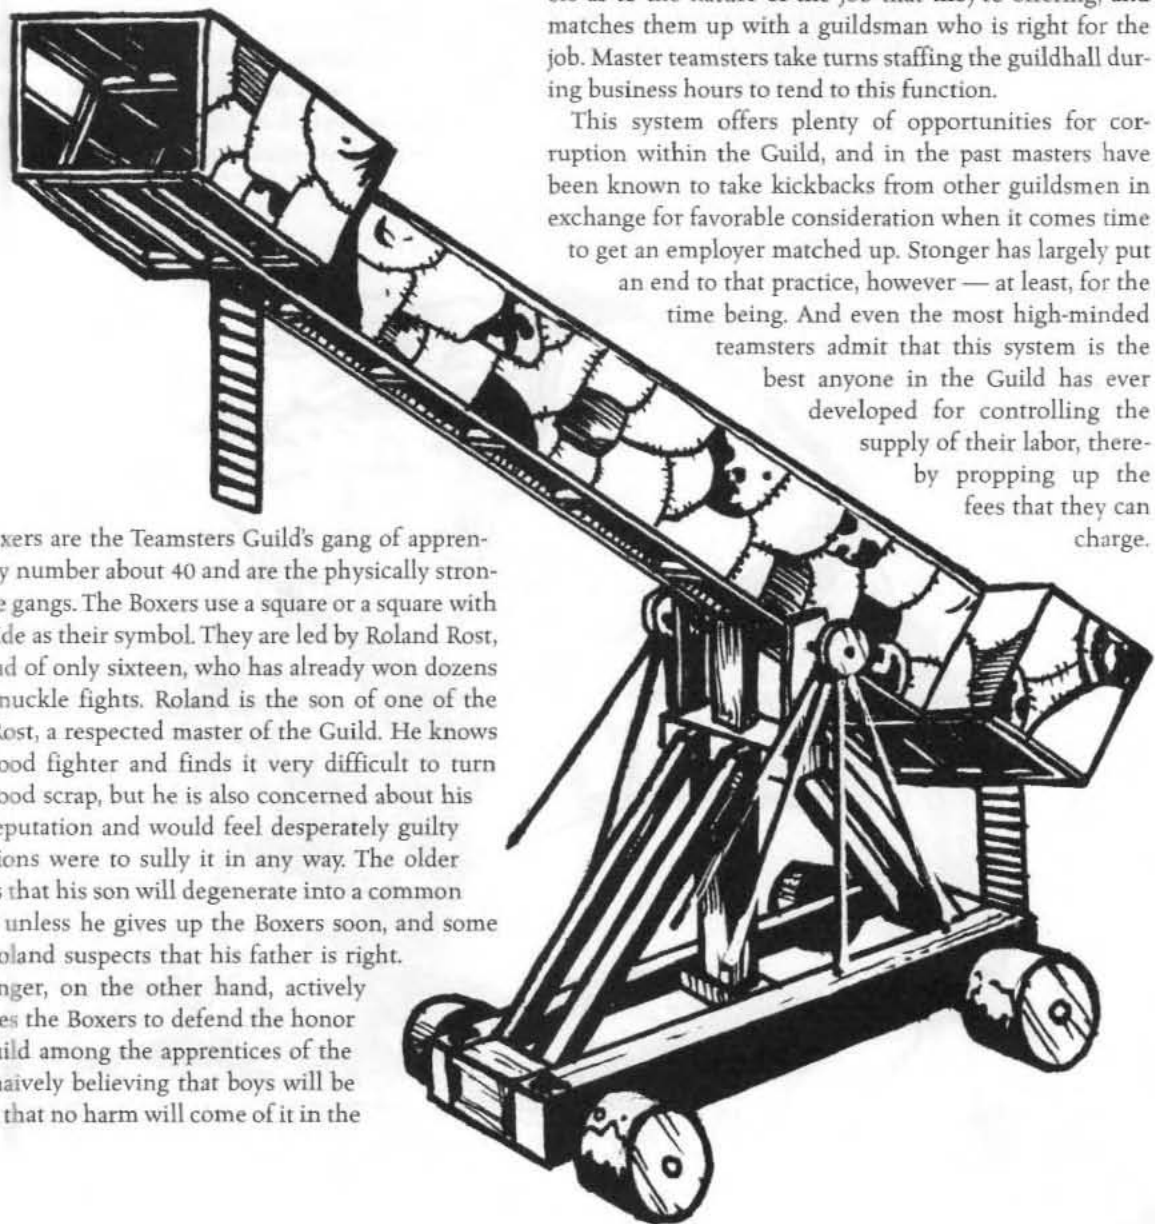 xers are the Teamsters Guild's gang of appren-
y number about 40 and are the physically stron-
e gangs. The Boxers use a square or a square with
de as their symbol. They are led by Roland Rost,
d of only sixteen, who has already won dozens
nuckle fights. Roland is the son of one of the
Rost, a respected master of the Guild. He knows
ood fighter and finds it very difficult to turn
ood scrap, but he is also concerned about his
eputation and would feel desperately guilty
ions were to sully it in any way. The older
s that his son will degenerate into a common
unless he gives up the Boxers soon, and some
oland suspects that his father is right.
nger, on the other hand, actively
es the Boxers to defend the honor
uild among the apprentices of the
naively believing that boys will be
that no harm will come of it in the
as to the nature of the job that they're offering, and
matches them up with a guildsman who is right for the
job. Master teamsters take turns staffing the guildhall dur-
ing business hours to tend to this function.
This system offers plenty of opportunities for cor-
ruption within the Guild, and in the past masters have
been known to take kickbacks from other guildsmen in
exchange for favorable consideration when it comes time
to get an employer matched up. Stonger has largely put
an end to that practice, however — at least, for the
time being. And even the most high-minded
teamsters admit that this system is the
best anyone in the Guild has ever
developed for controlling the
supply of their labor, there-
by propping up the
fees that they can
charge.